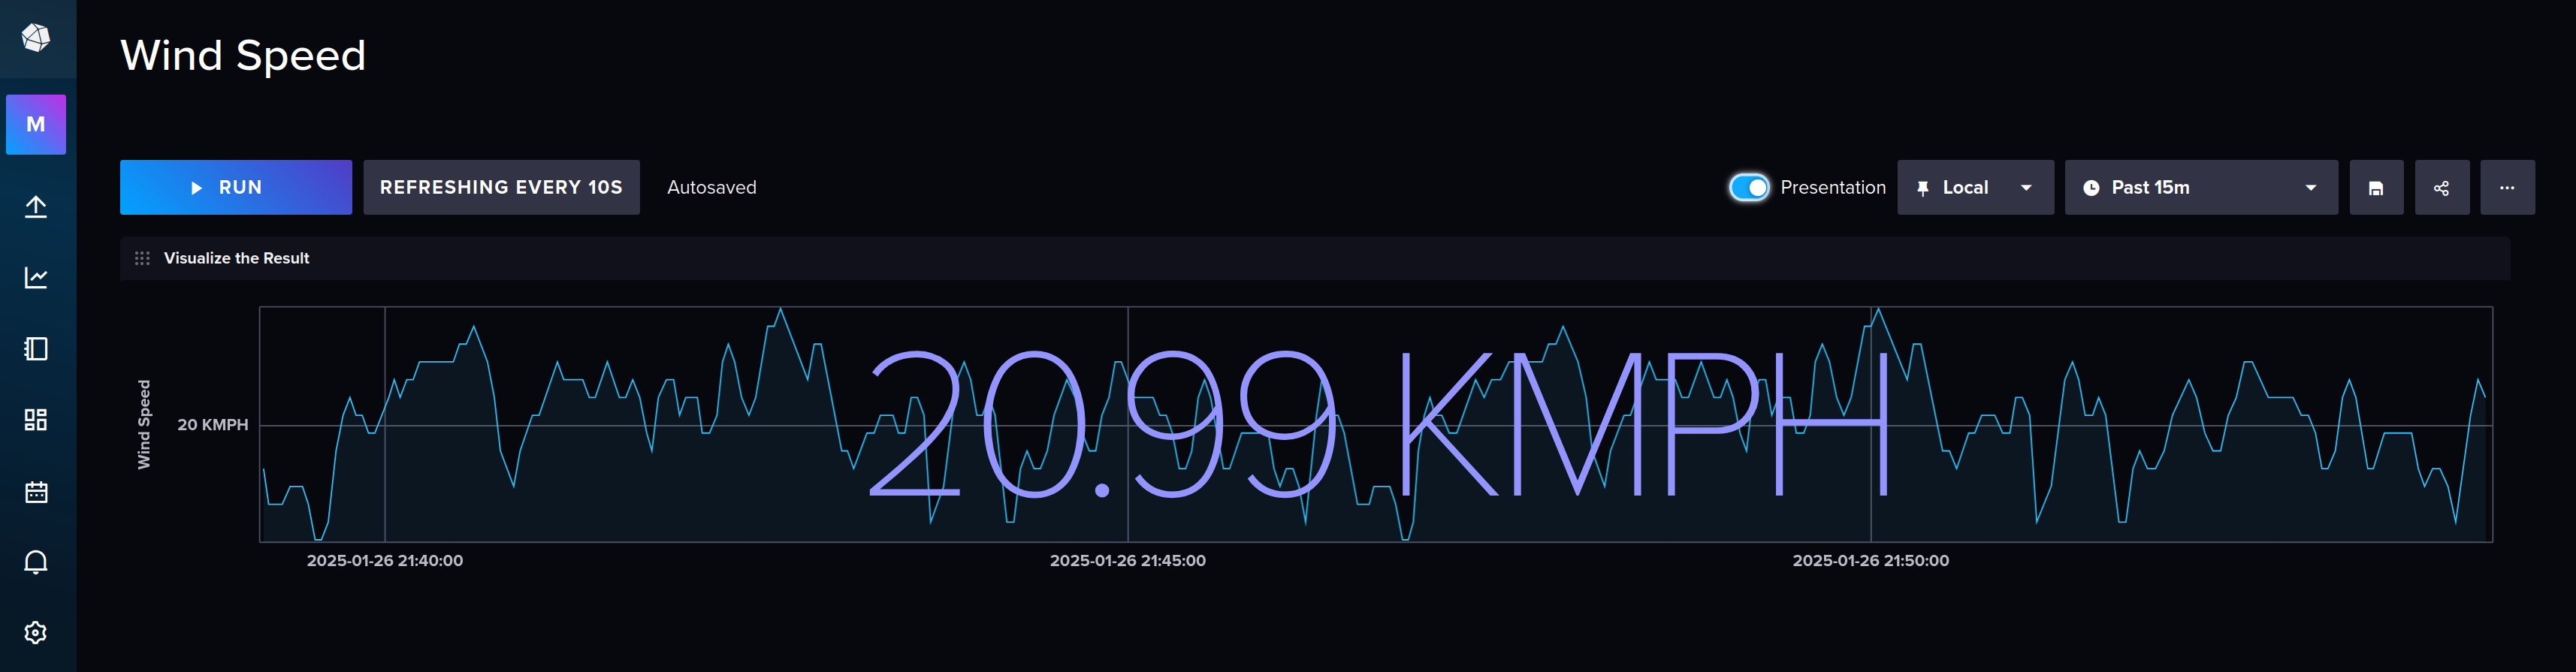 Wind Speed
M
RUN
REFRESHING EVERY 10S
Autosaved
Presentation
Local
Past 15m
Visualize the Result
Wind Speed
20 KMPH
20.99 KMPH
2025-01-26 21:40:00
2025-01-26 21:45:00
2025-01-26 21:50:00